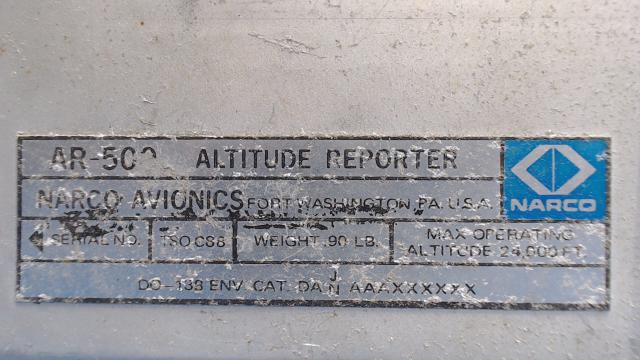 AR-500 ALTITUDE REPORTER
NARCO AVIONICS FORT WASHINGTON, PA. U.S.A.
NARCO
SERIAL NO. TSO C88 WEIGHT .90 LB. MAX OPERATING
ALTITUDE 24,000 FT.
J
DO-138 ENV CAT. DA N AAAXXXXXX